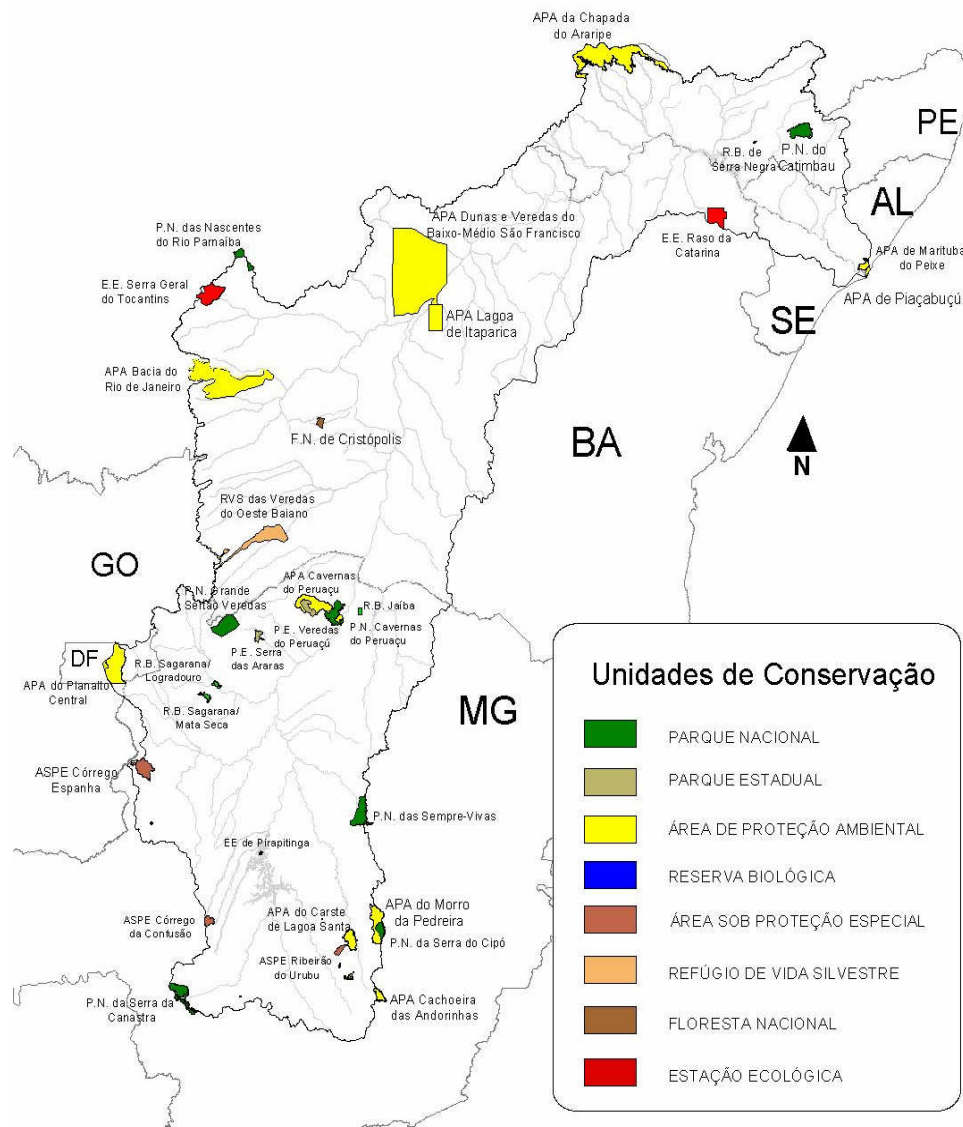 APA da Chapada
do Araripe
PE
R.B. de
Serra Negra
P.N. do
Catimbau
AL
APA Dunas e Veredas do
Baixo-Médio São Francisco
P.N. das Nascentes
do Rio Parnaíba
E.E. Raso da
Catarina
APA de Marituba
do Peixe
E.E. Serra Geral
do Tocantins
APA de Piaçabuçú
SE
APA Lagoa
de Itaparica
APA Bacia do
Rio de Janeiro
F.N. de Cristópolis
BA
N
RVS das Veredas
do Oeste Baiano
GO
APA Cavernas
do Peruaçu
P.N. Grande
Sertão Veredas
R.B. Jaíba
P.E. Veredas
do Peruaçú
P.N. Cavernas
do Peruaçu
P.E. Serra
das Araras
DF
R.B. Sagarana/
Logradouro
APA do Planalto
Central
R.B. Sagarana/
Mata Seca
MG
ASPE Córrego
Espanha
P.N. das Sempre-Vivas
EE de Pirapitinga
ASPE Córrego
da Confusão
APA do Carste
de Lagoa Santa
APA do Morro
da Pedreira
P.N. da Serra do Cipó
ASPE Ribeirão
do Urubu
P.N. da Serra da
Canastra
APA Cachoeira
das Andorinhas
Unidades de Conservação
PARQUE NACIONAL
PARQUE ESTADUAL
ÁREA DE PROTEÇÃO AMBIENTAL
RESERVA BIOLÓGICA
ÁREA SOB PROTEÇÃO ESPECIAL
REFÚGIO DE VIDA SILVESTRE
FLORESTA NACIONAL
ESTAÇÃO ECOLÓGICA